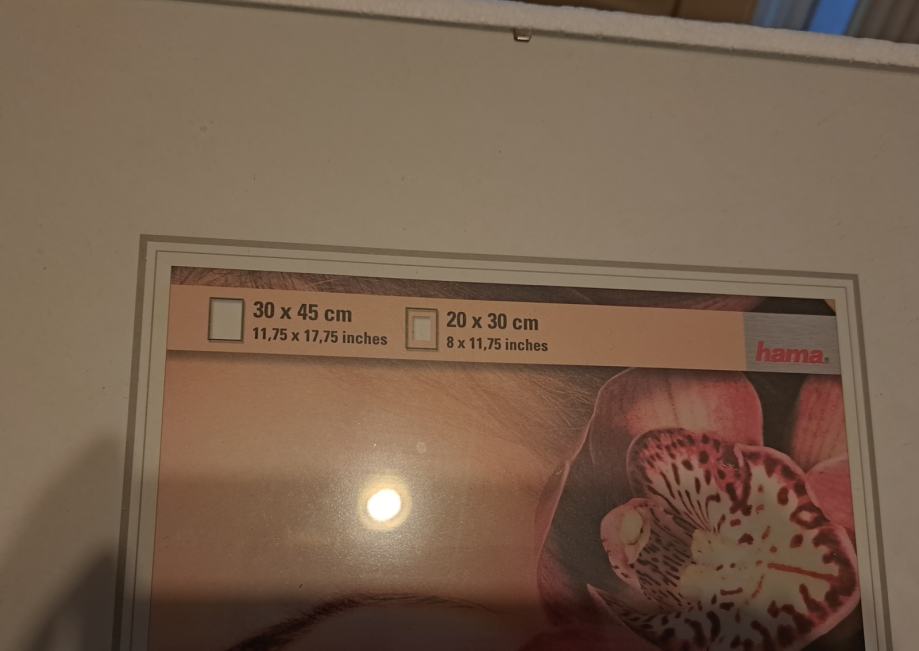 30 x 45 cm
11,75 x 17,75 inches
20 x 30 cm
8 x 11,75 inches
hama®